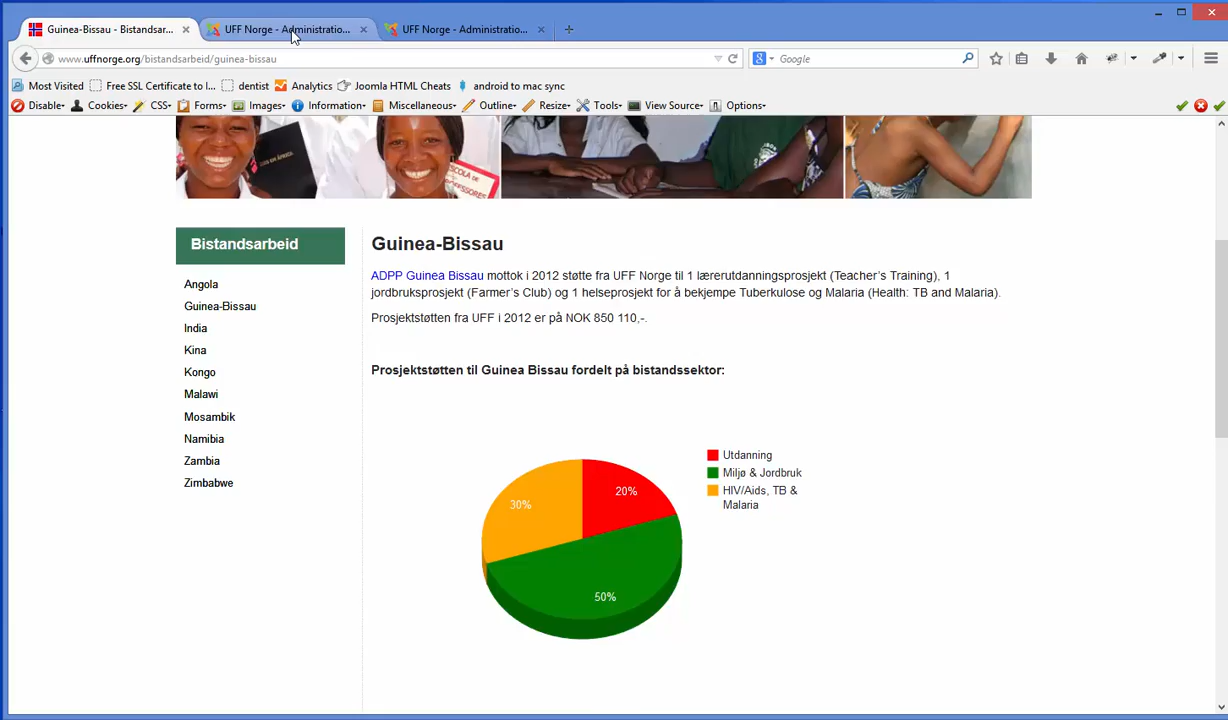 Guinea-Bissau - Bistandsar...
UFF Norge - Administratio...
UFF Norge - Administratio...
www.uffnorge.org/bistandsarbeid/guinea-bissau
Google
Most Visited
Free SSL Certificate to l...
dentist
Analytics
Joomla HTML Cheats
android to mac sync
Disable
Cookies
CSS
Forms
Images
Information
Miscellaneous
Outline
Resize
Tools
View Source
Options
ESCOLA DE
PROFESSORES
Bistandsarbeid
Angola
Guinea-Bissau
India
Kina
Kongo
Malawi
Mosambik
Namibia
Zambia
Zimbabwe
Guinea-Bissau
ADPP Guinea Bissau mottok i 2012 støtte fra UFF Norge til 1 lærerutdanningsprosjekt (Teacher's Training), 1
jordbruksprosjekt (Farmer's Club) og 1 helseprosjekt for å bekjempe Tuberkulose og Malaria (Health: TB and Malaria).
Prosjektstøtten fra UFF i 2012 er på NOK 850 110,-.
Prosjektstøtten til Guinea Bissau fordelt på bistandssektor:
Utdanning
Miljø & Jordbruk
HIV/Aids, TB &
Malaria
20%
30%
50%